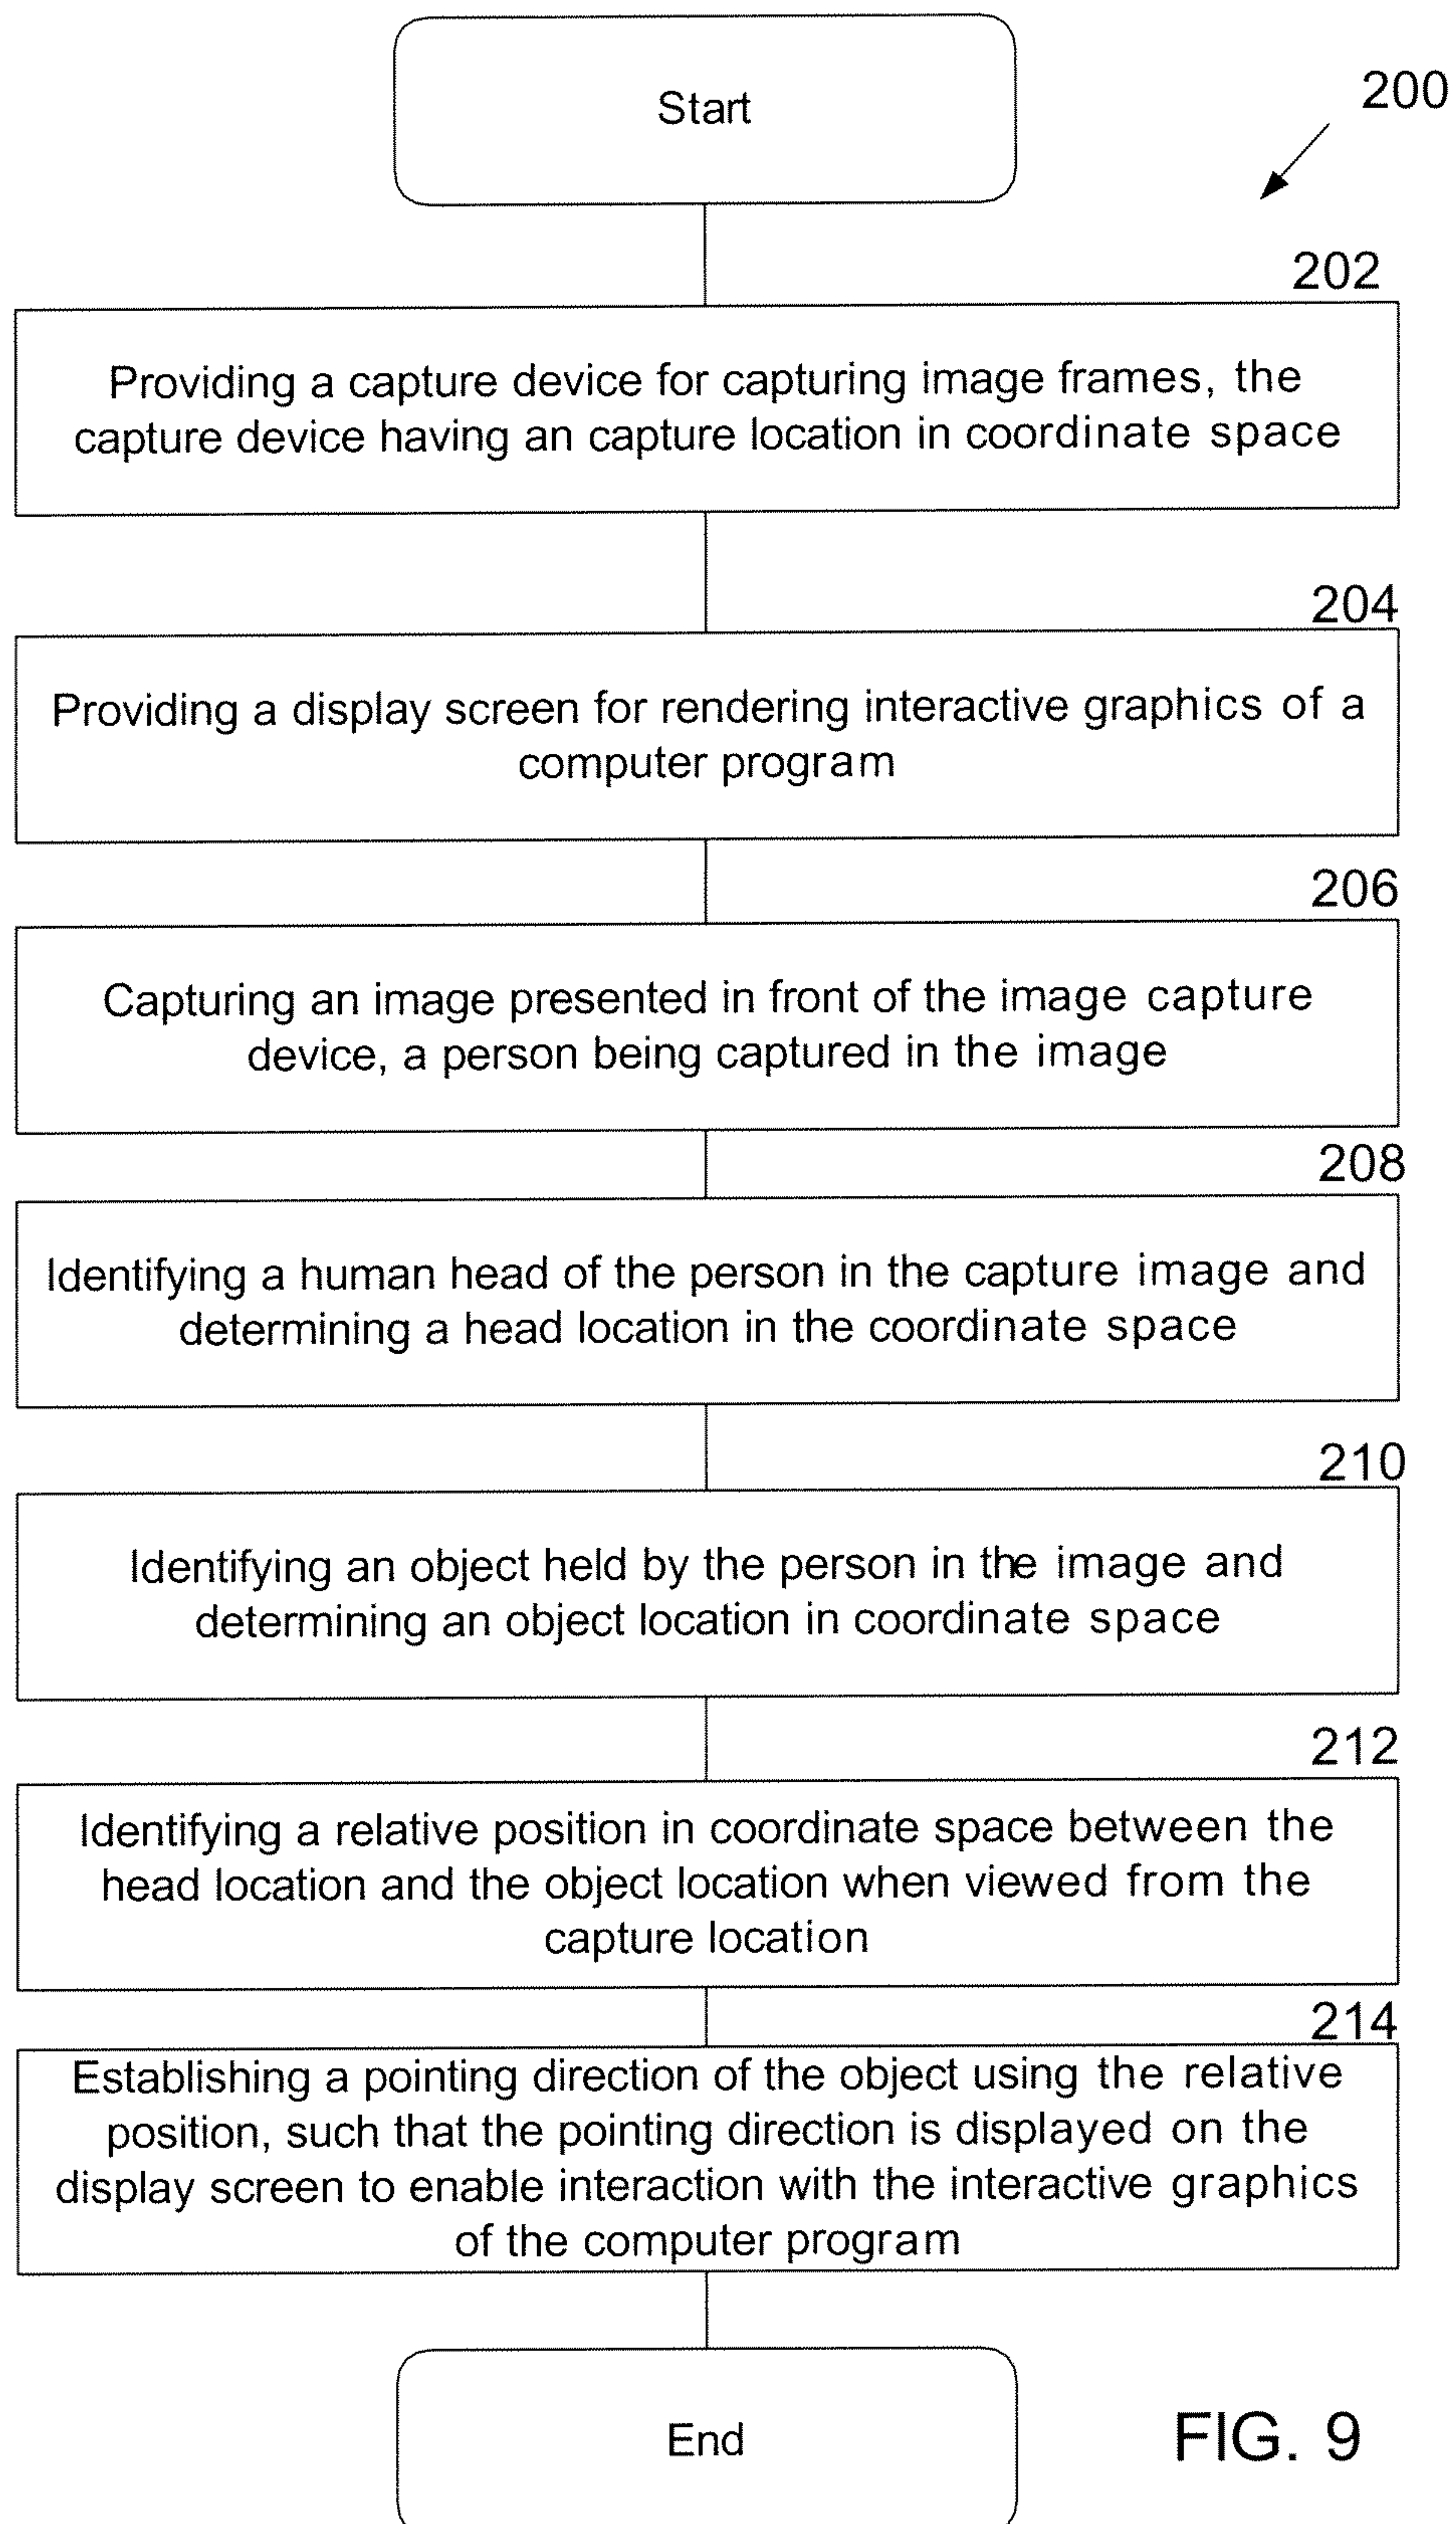 Start
200
202
Providing a capture device for capturing image frames, the
capture device having an capture location in coordinate space
204
Providing a display screen for rendering interactive graphics of a
computer program
206
Capturing an image presented in front of the image capture
device, a person being captured in the image
208
Identifying a human head of the person in the capture image and
determining a head location in the coordinate space
210
Identifying an object held by the person in the image and
determining an object location in coordinate space
212
Identifying a relative position in coordinate space between the
head location and the object location when viewed from the
capture location
214
Establishing a pointing direction of the object using the relative
position, such that the pointing direction is displayed on the
display screen to enable interaction with the interactive graphics
of the computer program
End
FIG. 9